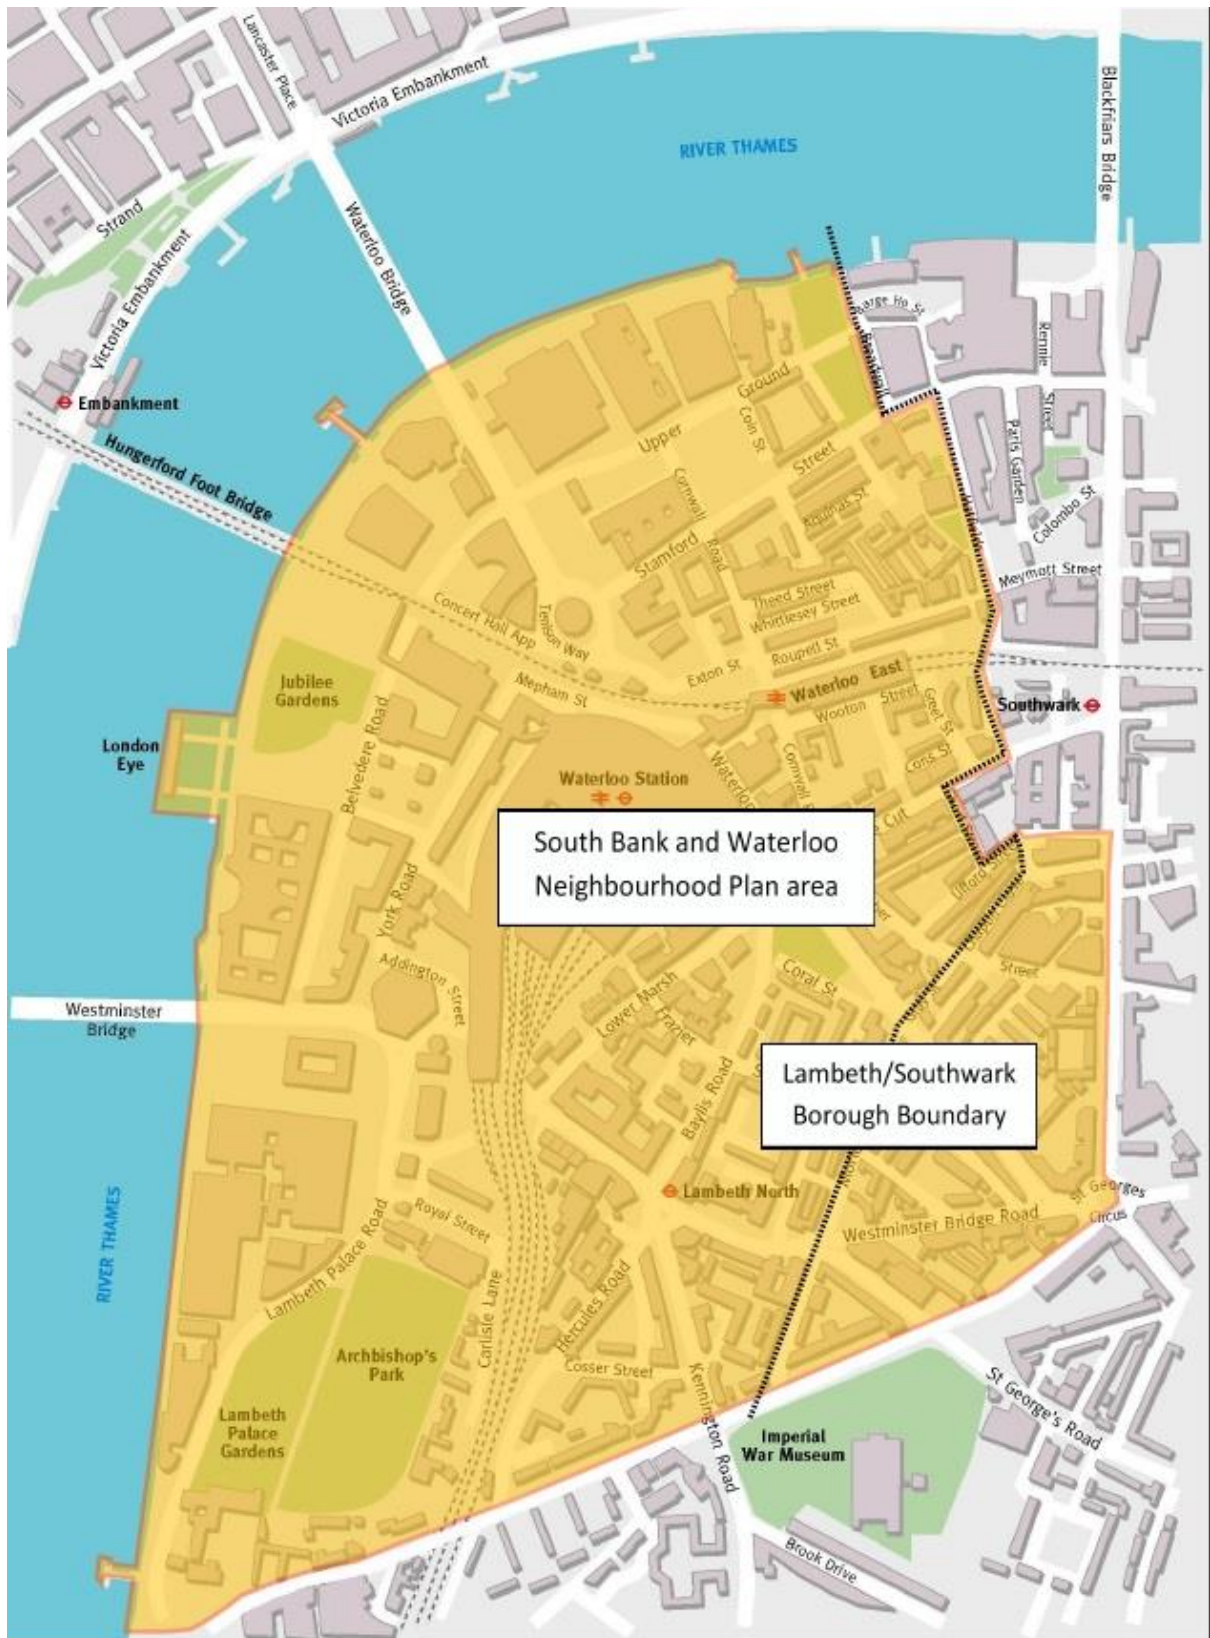 Lancaster Place
Victoria Embankment
Blackfriars Bridge
RIVER THAMES
Strand
Victoria Embankment
Waterloo Bridge
Barge Ho St
Rennie
Street
Embankment
Hungerford Foot Bridge
Upper
Ground
Coin St
Street
Paris Garden
Cornwall
Road
Aquinas St
Colombo St
Stamford
Meymott Street
Theed Street
Whittlesey Street
Concert Hall App
Tenison Way
Roupell St
Exton St
Mepham St
Waterloo East
Jubilee
Gardens
Wooton Street
Greet St
Southwark
London
Eye
Belvedere Road
Cons St
Waterloo Station
Waterloo
Cornwall
Cut
South Bank and Waterloo
Neighbourhood Plan area
Ufford
York Road
Addington Street
Coral St
Street
Westminster
Bridge
Lower Marsh
Frazier
Baylis Road
Lambeth/Southwark
Borough Boundary
Lambeth North
St Georges
Circus
Royal Street
Westminster Bridge Road
RIVER THAMES
Lambeth Palace Road
Carlisle Lane
Hercules Road
Archbishop's
Park
Cosser Street
Kennington Road
St George's Road
Lambeth
Palace
Gardens
Imperial
War Museum
Brook Drive